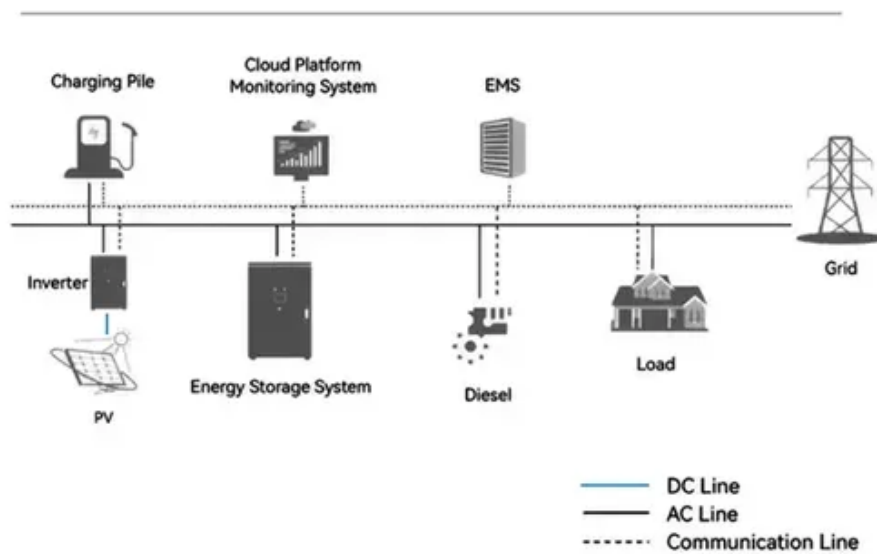 Charging Pile
Cloud Platform
Monitoring System
EMS
Grid
Inverter
PV
Energy Storage System
Diesel
Load
DC Line
AC Line
Communication Line